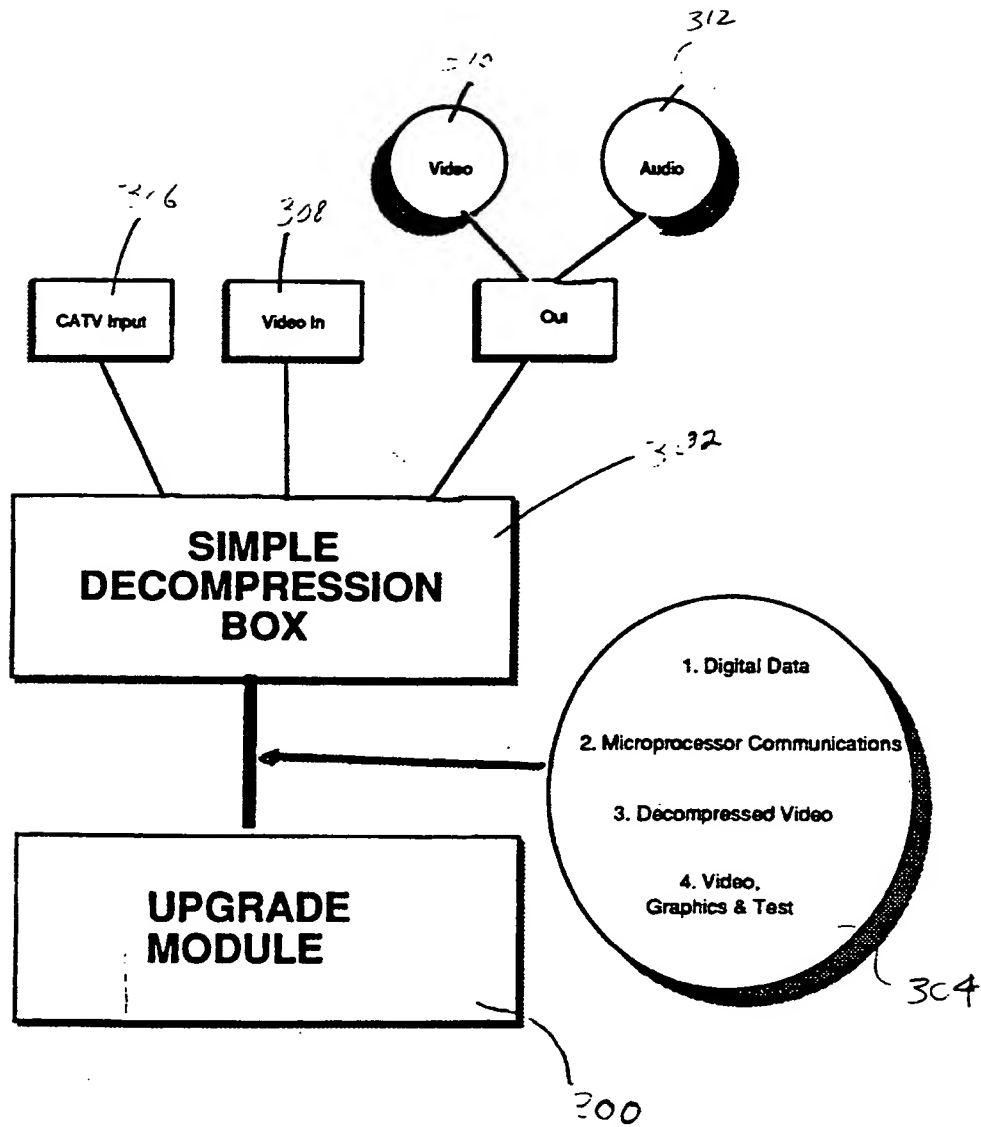 312
Video
Audio
308
CATV Input
Video In
Out
SIMPLE
DECOMPRESSION
BOX
1. Digital Data
2. Microprocessor Communications
3. Decompressed Video
4. Video,
Graphics & Test
UPGRADE
MODULE
304